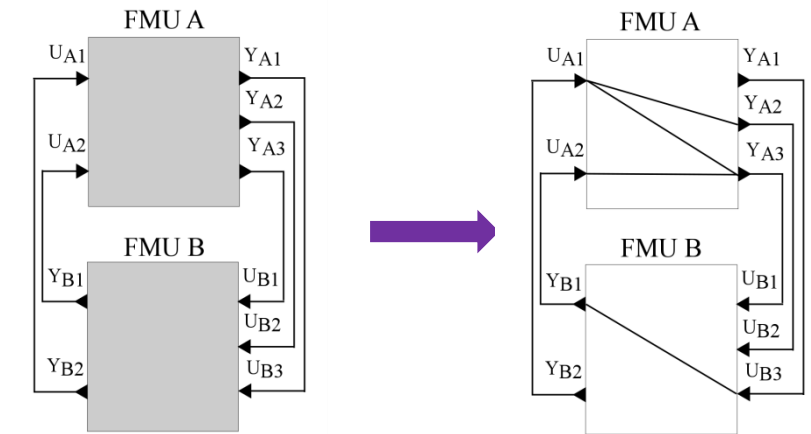 FMU A
UA1
YA1
YA2
UA2
YA3
FMU B
YB1
UB1
UB2
YB2
UB3
FMU A
UA1
YA1
YA2
UA2
YA3
FMU B
YB1
UB1
UB2
YB2
UB3